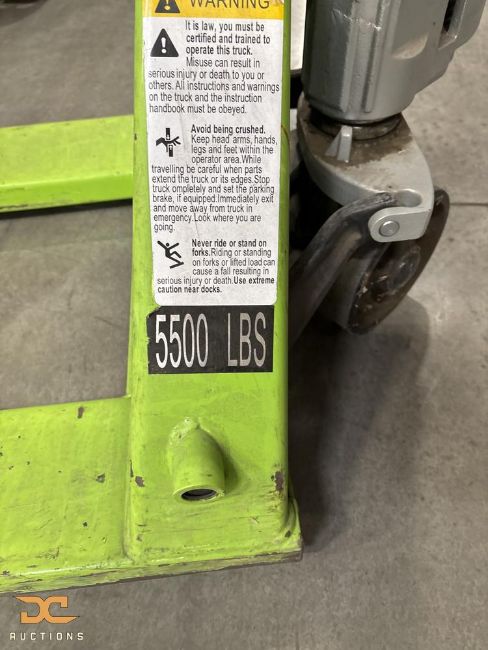 WARNING
It is law, you must be
certified and trained to
operate this truck.
Misuse can result in
serious injury or death to you or
others. All instructions and warnings
on the truck and the instruction
handbook must be obeyed.
Avoid being crushed.
Keep head arms, hands,
legs and feet within the
operator area.While
travelling be careful when parts
extend the truck or its edges.Stop
truck ompletely and set the parking
brake, if equipped.Immediately exit
and move away from truck in
emergency.Look where you are
going.
Never ride or stand on
forks.Riding or standing
on forks or lifted load can
cause a fall resulting in
serious injury or death.Use extreme
caution near docks.
5500 LBS
DC
AUCTIONS